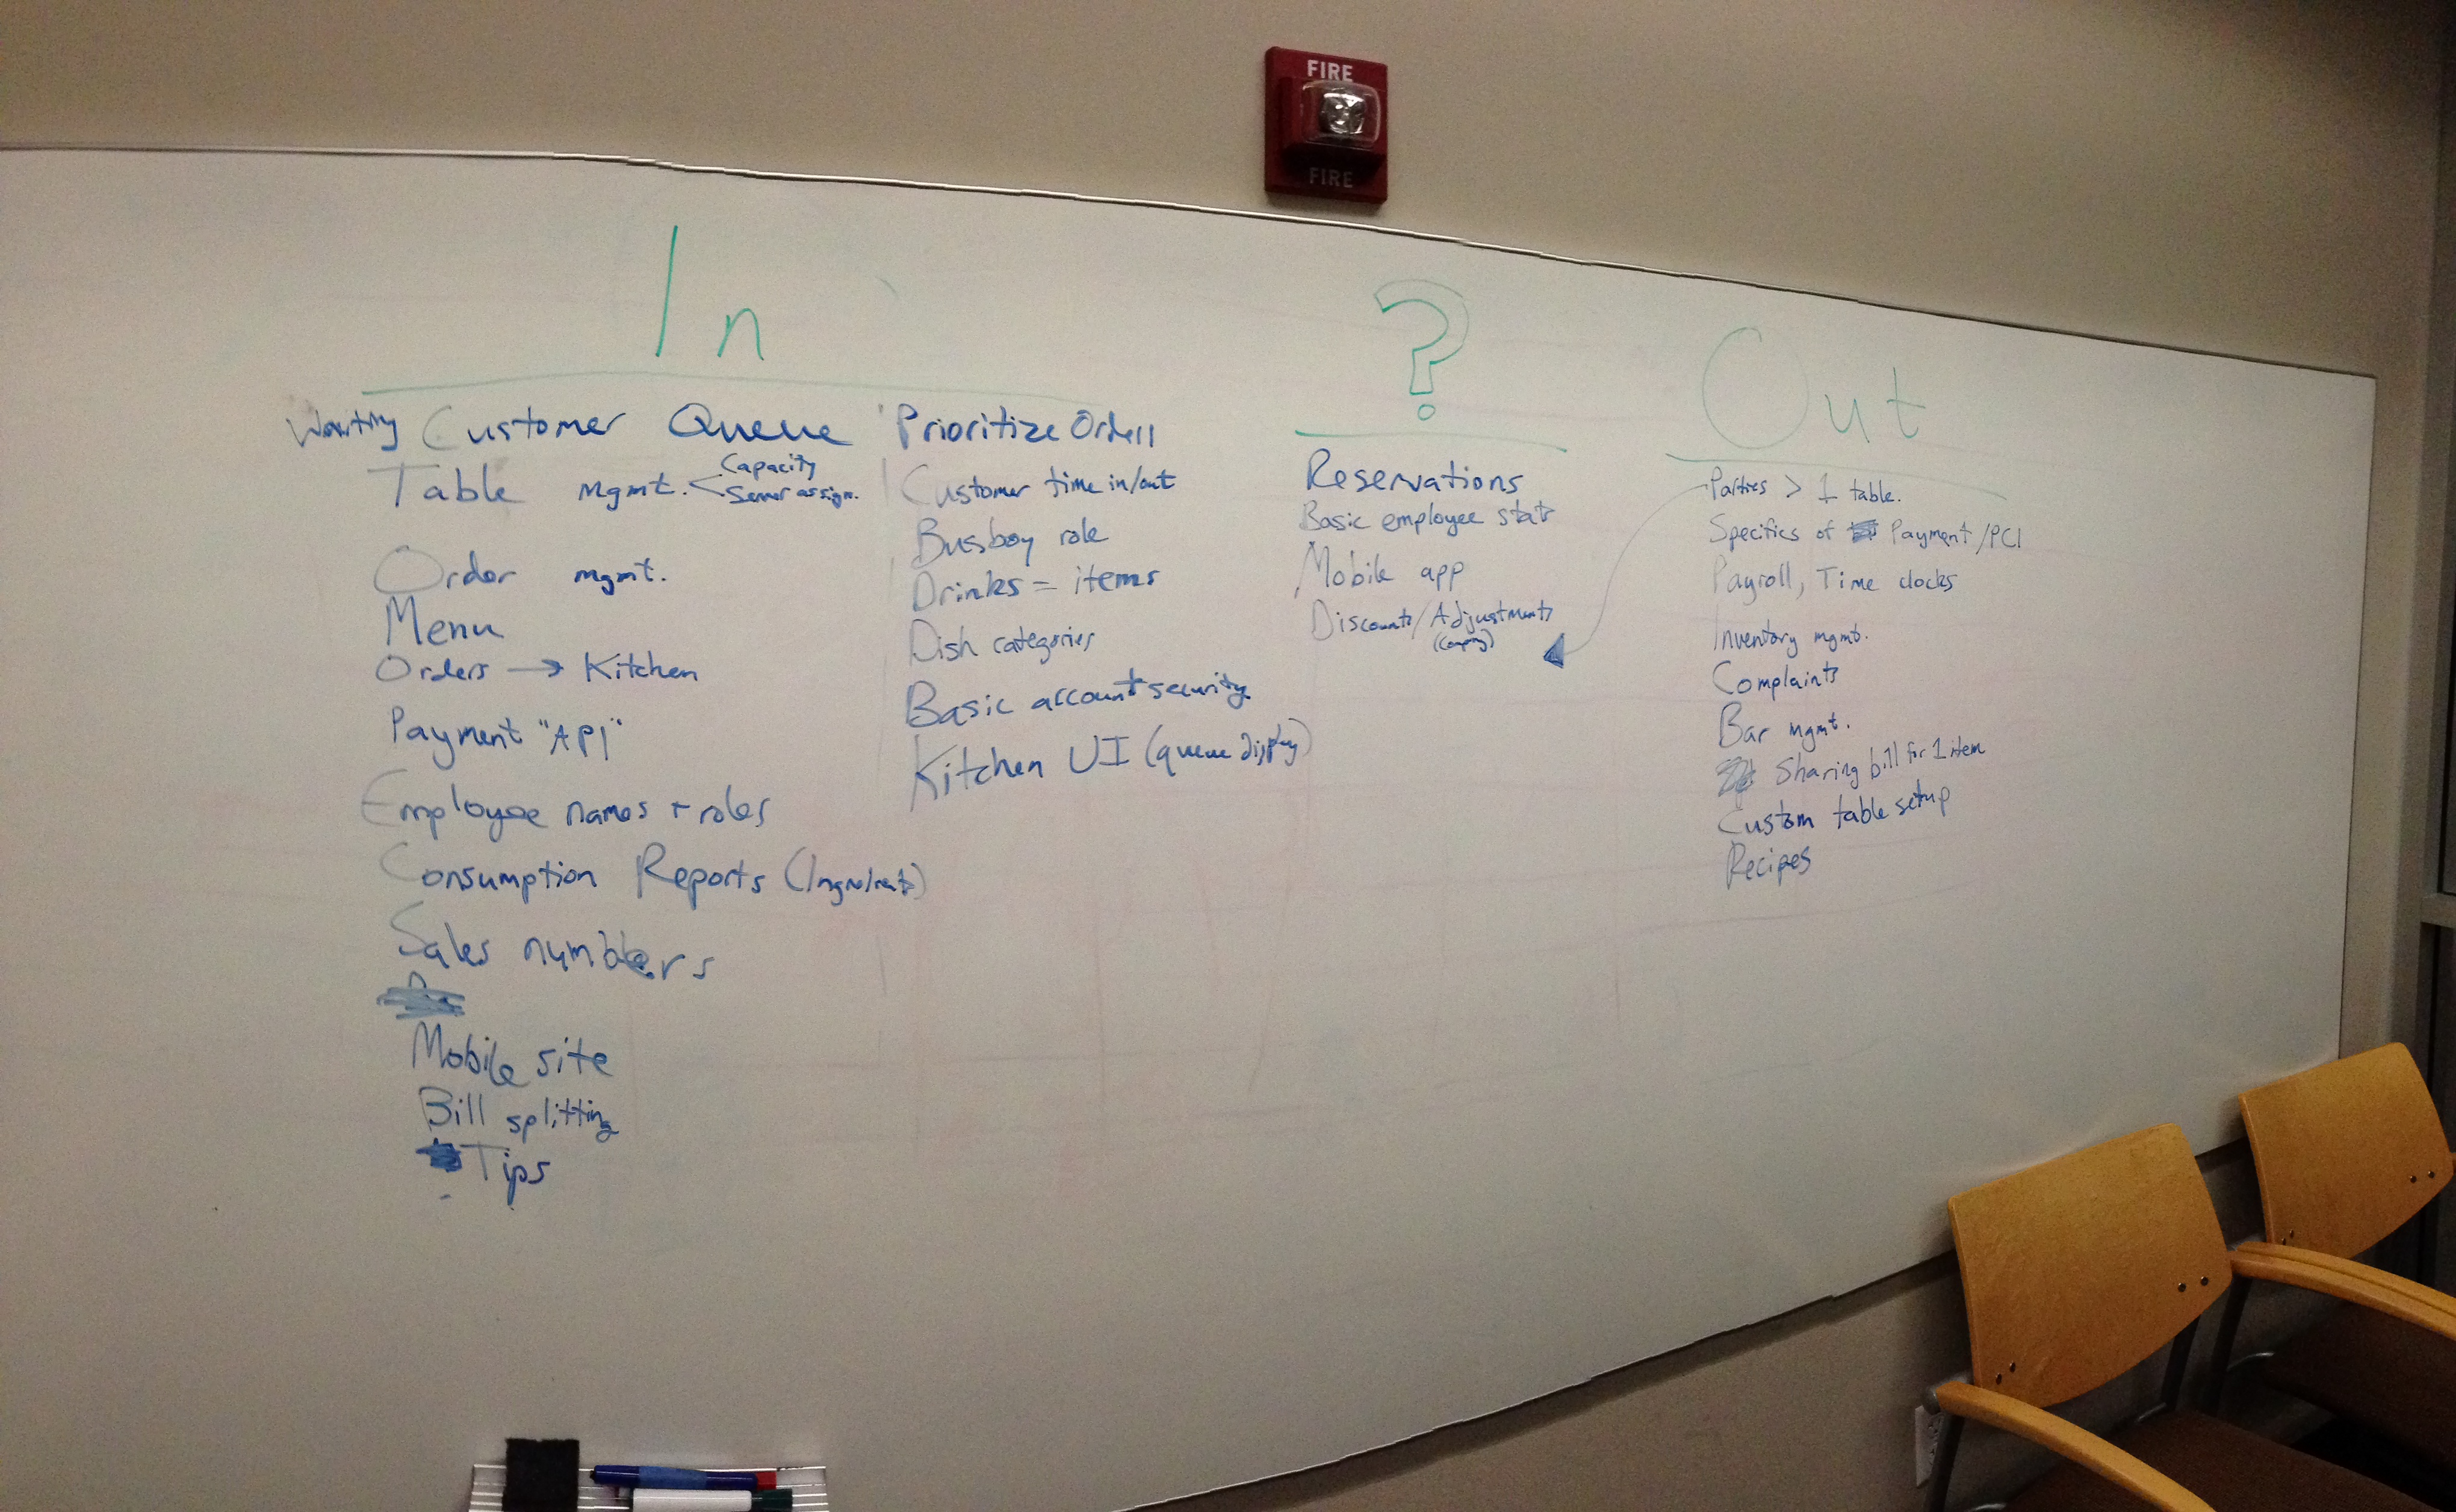 FIRE
FIRE
In
Waiting Customer Queue
Table mgmt.
Capacity
Server assign.
Order mgmt.
Menu
Orders → Kitchen
Payment "API"
Employee names + roles
Consumption Reports (Ingredients)
Sales numbers
Mobile site
Bill splitting
Tips
Prioritize Orders
Customer time in/out
Busboy role
Drinks = items
Dish categories
Basic account security
Kitchen UI (queue display)
?
Reservations
Basic employee stats
Mobile app
Discounts/Adjustments
Out
Parties > 1 table.
Specifics of Payment/PCI
Payroll, Time clocks
Inventory mgmt.
Complaints
Bar mgmt.
Sharing bill for 1 item
Custom table setup
Recipes